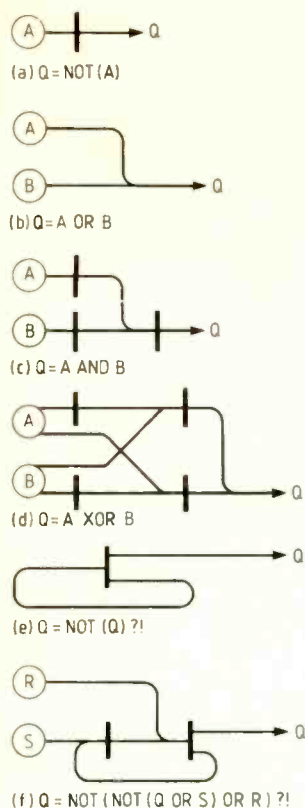 A Q
(a) Q = NOT (A)
A
B Q
(b) Q = A OR B
A
B Q
(c) Q = A AND B
A
B Q
(d) Q = A XOR B
Q
(e) Q = NOT (Q) ?!
R
S Q
(f) Q = NOT (NOT (Q OR S) OR R) ?!